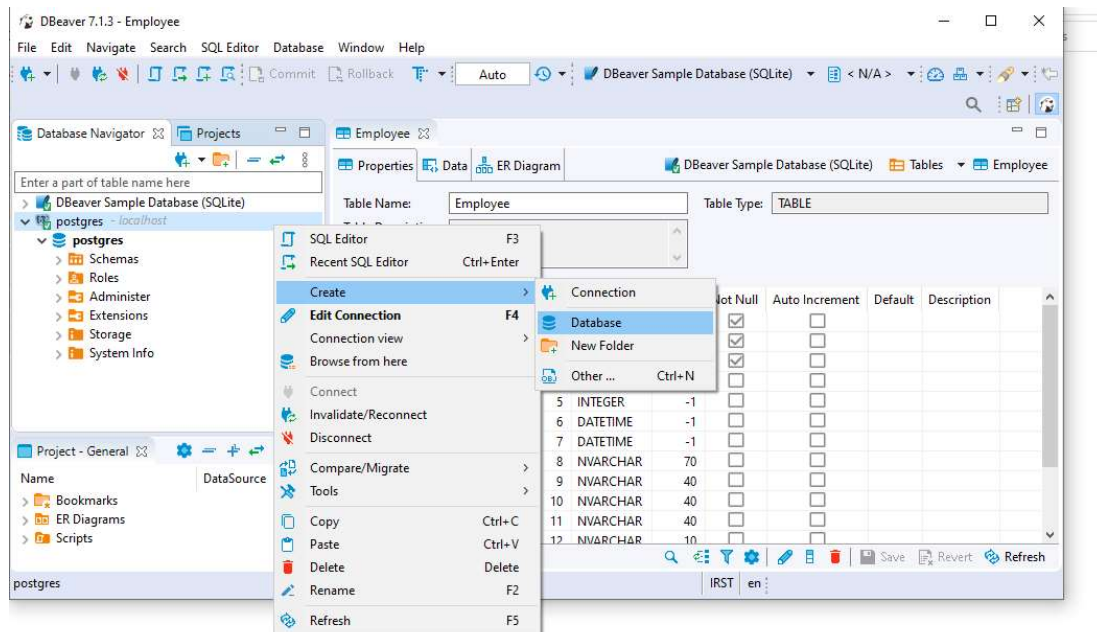 DBeaver 7.1.3 - Employee
File Edit Navigate Search SQL Editor Database Window Help
Commit Rollback Auto DBeaver Sample Database (SQLite) < N/A >
Database Navigator Projects
Employee
Properties Data ER Diagram DBeaver Sample Database (SQLite) Tables Employee
Enter a part of table name here
DBeaver Sample Database (SQLite)
postgres - localhost
postgres
Schemas
Roles
Administer
Extensions
Storage
System Info
Table Name: Employee Table Type: TABLE
SQL Editor F3
Recent SQL Editor Ctrl+Enter
Create
Edit Connection F4
Connection view
Browse from here
Connect
Invalidate/Reconnect
Disconnect
Compare/Migrate
Tools
Copy Ctrl+C
Paste Ctrl+V
Delete Delete
Rename F2
Refresh F5
Connection
Database
New Folder
Other ... Ctrl+N
Not Null Auto Increment Default Description
5 INTEGER -1
6 DATETIME -1
7 DATETIME -1
8 NVARCHAR 70
9 NVARCHAR 40
10 NVARCHAR 40
11 NVARCHAR 40
12 NVARCHAR 10
Project - General
Name DataSource
Bookmarks
ER Diagrams
Scripts
Save Revert Refresh
postgres
IRST en